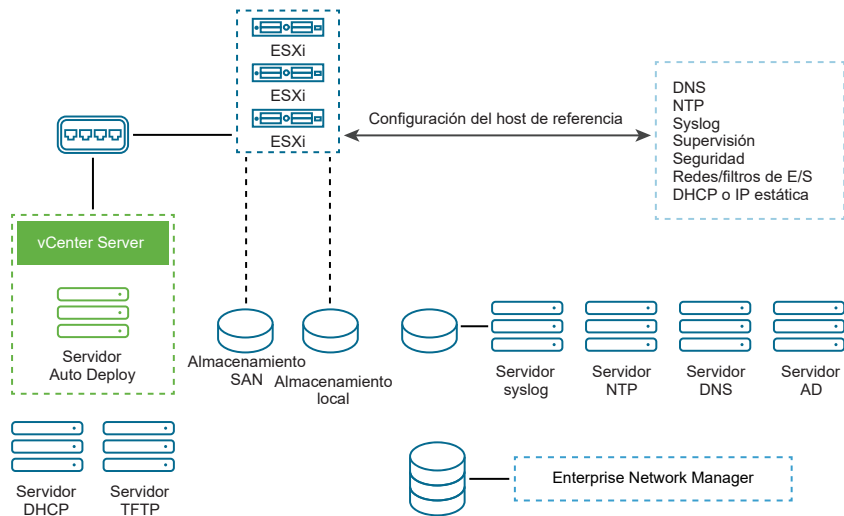 ESXi
ESXi
ESXi
Configuración del host de referencia
DNS
NTP
Syslog
Supervisión
Seguridad
Redes/filtros de E/S
DHCP o IP estática
vCenter Server
Servidor
Auto Deploy
Almacenamiento
SAN
Almacenamiento
local
Servidor
syslog
Servidor
NTP
Servidor
DNS
Servidor
AD
Servidor
DHCP
Servidor
TFTP
Enterprise Network Manager